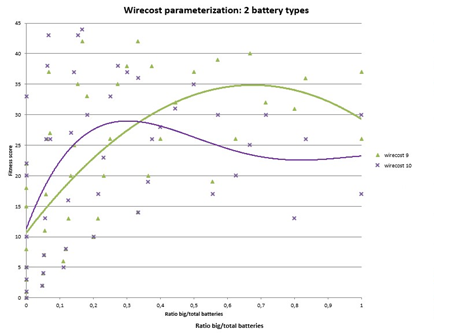 Wirecost parameterization: 2 battery types
45
40
35
30
25
20
15
10
5
0
Fitness score
0 0,1 0,2 0,3 0,4 0,5 0,6 0,7 0,8 0,9 1
Ratio big/total batteries
Ratio big/total batteries
wirecost 9
wirecost 10